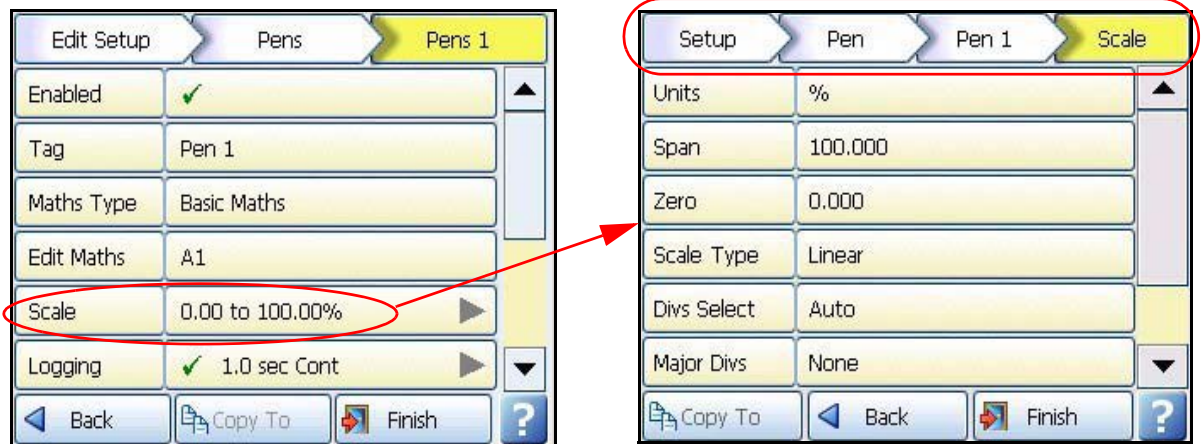 Edit Setup Pens Pens 1
Enabled
Tag Pen 1
Maths Type Basic Maths
Edit Maths A1
Scale 0.00 to 100.00%
Logging 1.0 sec Cont
Back Copy To Finish ?
Setup Pen Pen 1 Scale
Units %
Span 100.000
Zero 0.000
Scale Type Linear
Divs Select Auto
Major Divs None
Copy To Back Finish ?